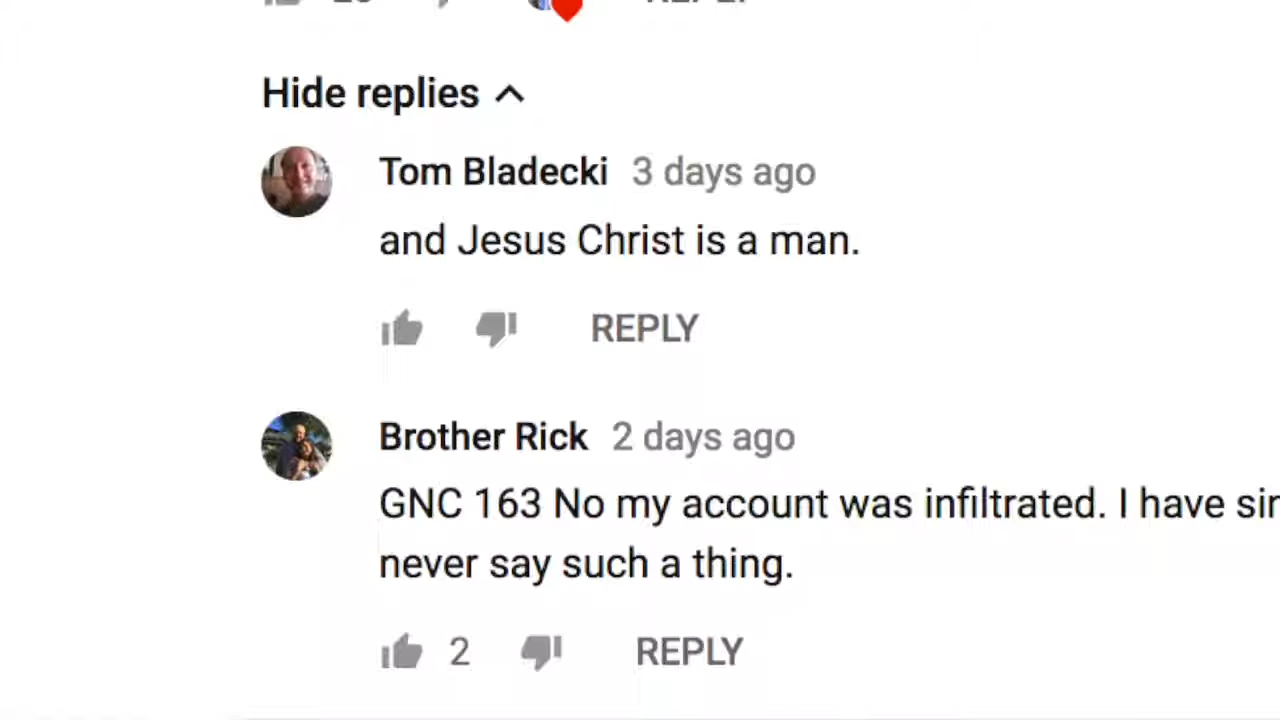 Hide replies
Tom Bladecki 3 days ago
and Jesus Christ is a man.
REPLY
Brother Rick 2 days ago
GNC 163 No my account was infiltrated. I have
never say such a thing.
2 REPLY